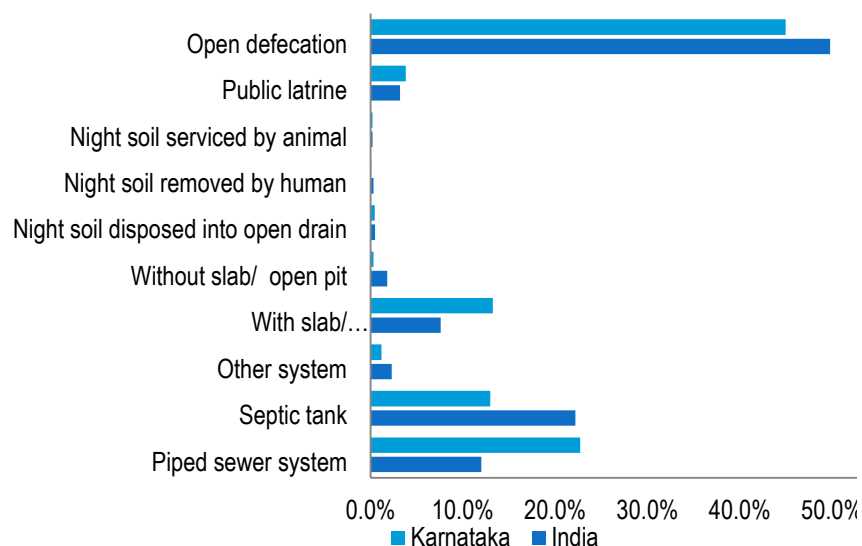 Open defecation
Public latrine
Night soil serviced by animal
Night soil removed by human
Night soil disposed into open drain
Without slab/ open pit
With slab/…
Other system
Septic tank
Piped sewer system
0.0% 10.0% 20.0% 30.0% 40.0% 50.0%
Karnataka India